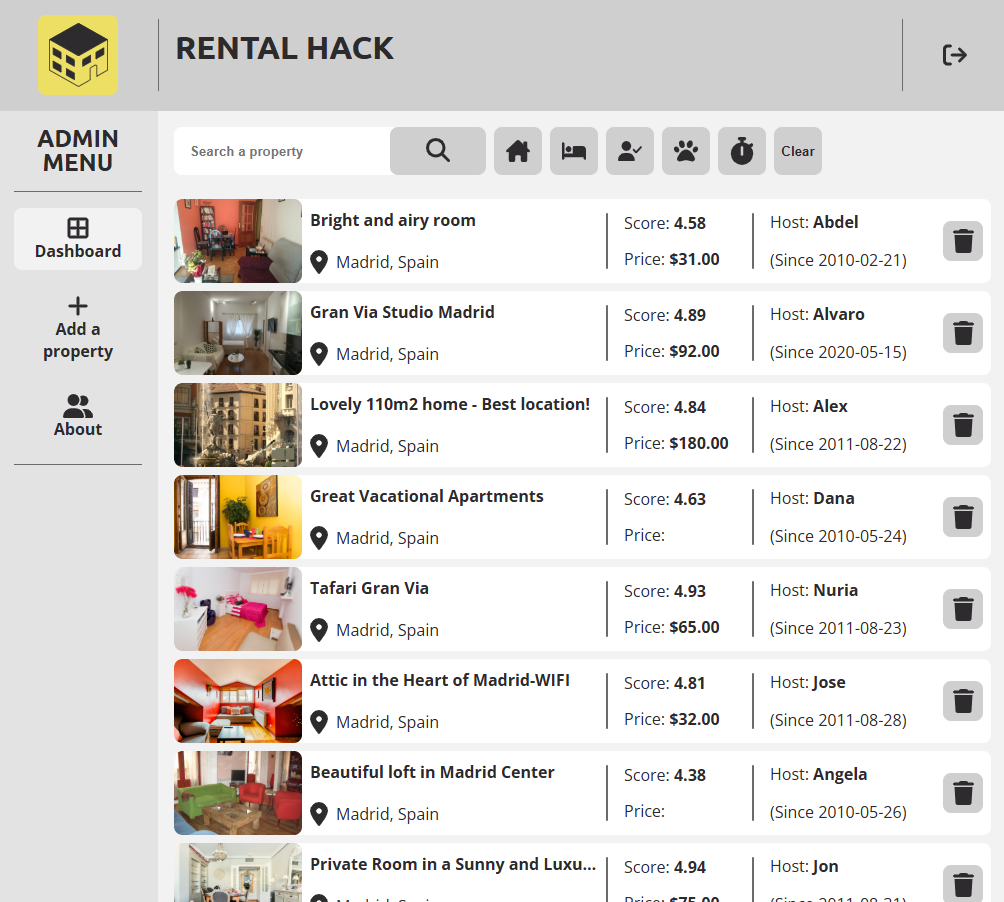 RENTAL HACK
ADMIN
MENU
Dashboard
Add a
property
About
Search a property
Clear
Bright and airy room
Madrid, Spain
Score: 4.58
Price: $31.00
Host: Abdel
(Since 2010-02-21)
Gran Via Studio Madrid
Madrid, Spain
Score: 4.89
Price: $92.00
Host: Alvaro
(Since 2020-05-15)
Lovely 110m2 home - Best location!
Madrid, Spain
Score: 4.84
Price: $180.00
Host: Alex
(Since 2011-08-22)
Great Vacational Apartments
Madrid, Spain
Score: 4.63
Price:
Host: Dana
(Since 2010-05-24)
Tafari Gran Via
Madrid, Spain
Score: 4.93
Price: $65.00
Host: Nuria
(Since 2011-08-23)
Attic in the Heart of Madrid-WIFI
Madrid, Spain
Score: 4.81
Price: $32.00
Host: Jose
(Since 2011-08-28)
Beautiful loft in Madrid Center
Madrid, Spain
Score: 4.38
Price:
Host: Angela
(Since 2010-05-26)
Private Room in a Sunny and Luxu...
Score: 4.94
Host: Jon